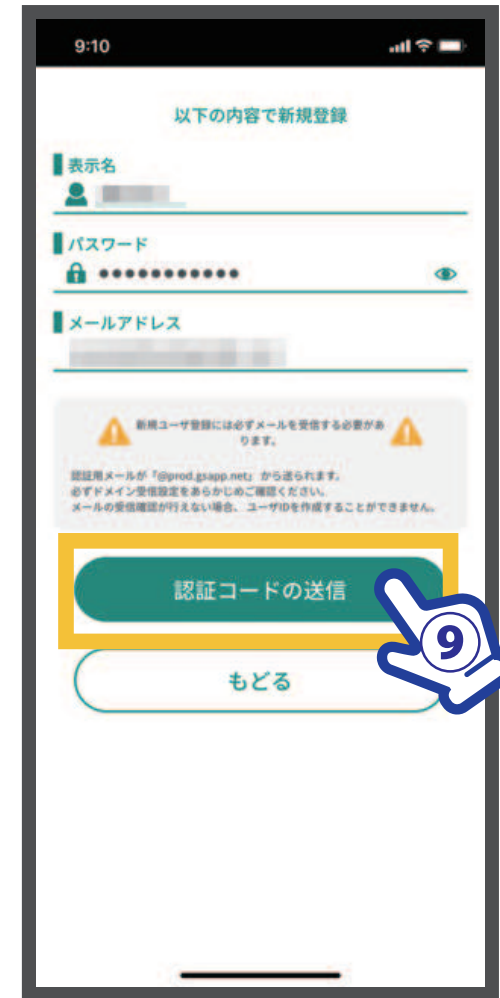 9:10
以下の内容で新規登録
表示名
パスワード
●●●●●●●●●●●
メールアドレス
新規ユーザ登録には必ずメールを受信する必要があ
ります。
認証用メールが「@prod.gsapp.net」から送られます。
必ずドメイン受信設定をあらかじめご確認ください。
メールの受信確認が行えない場合、ユーザIDを作成することができません。
認証コードの送信
9
もどる